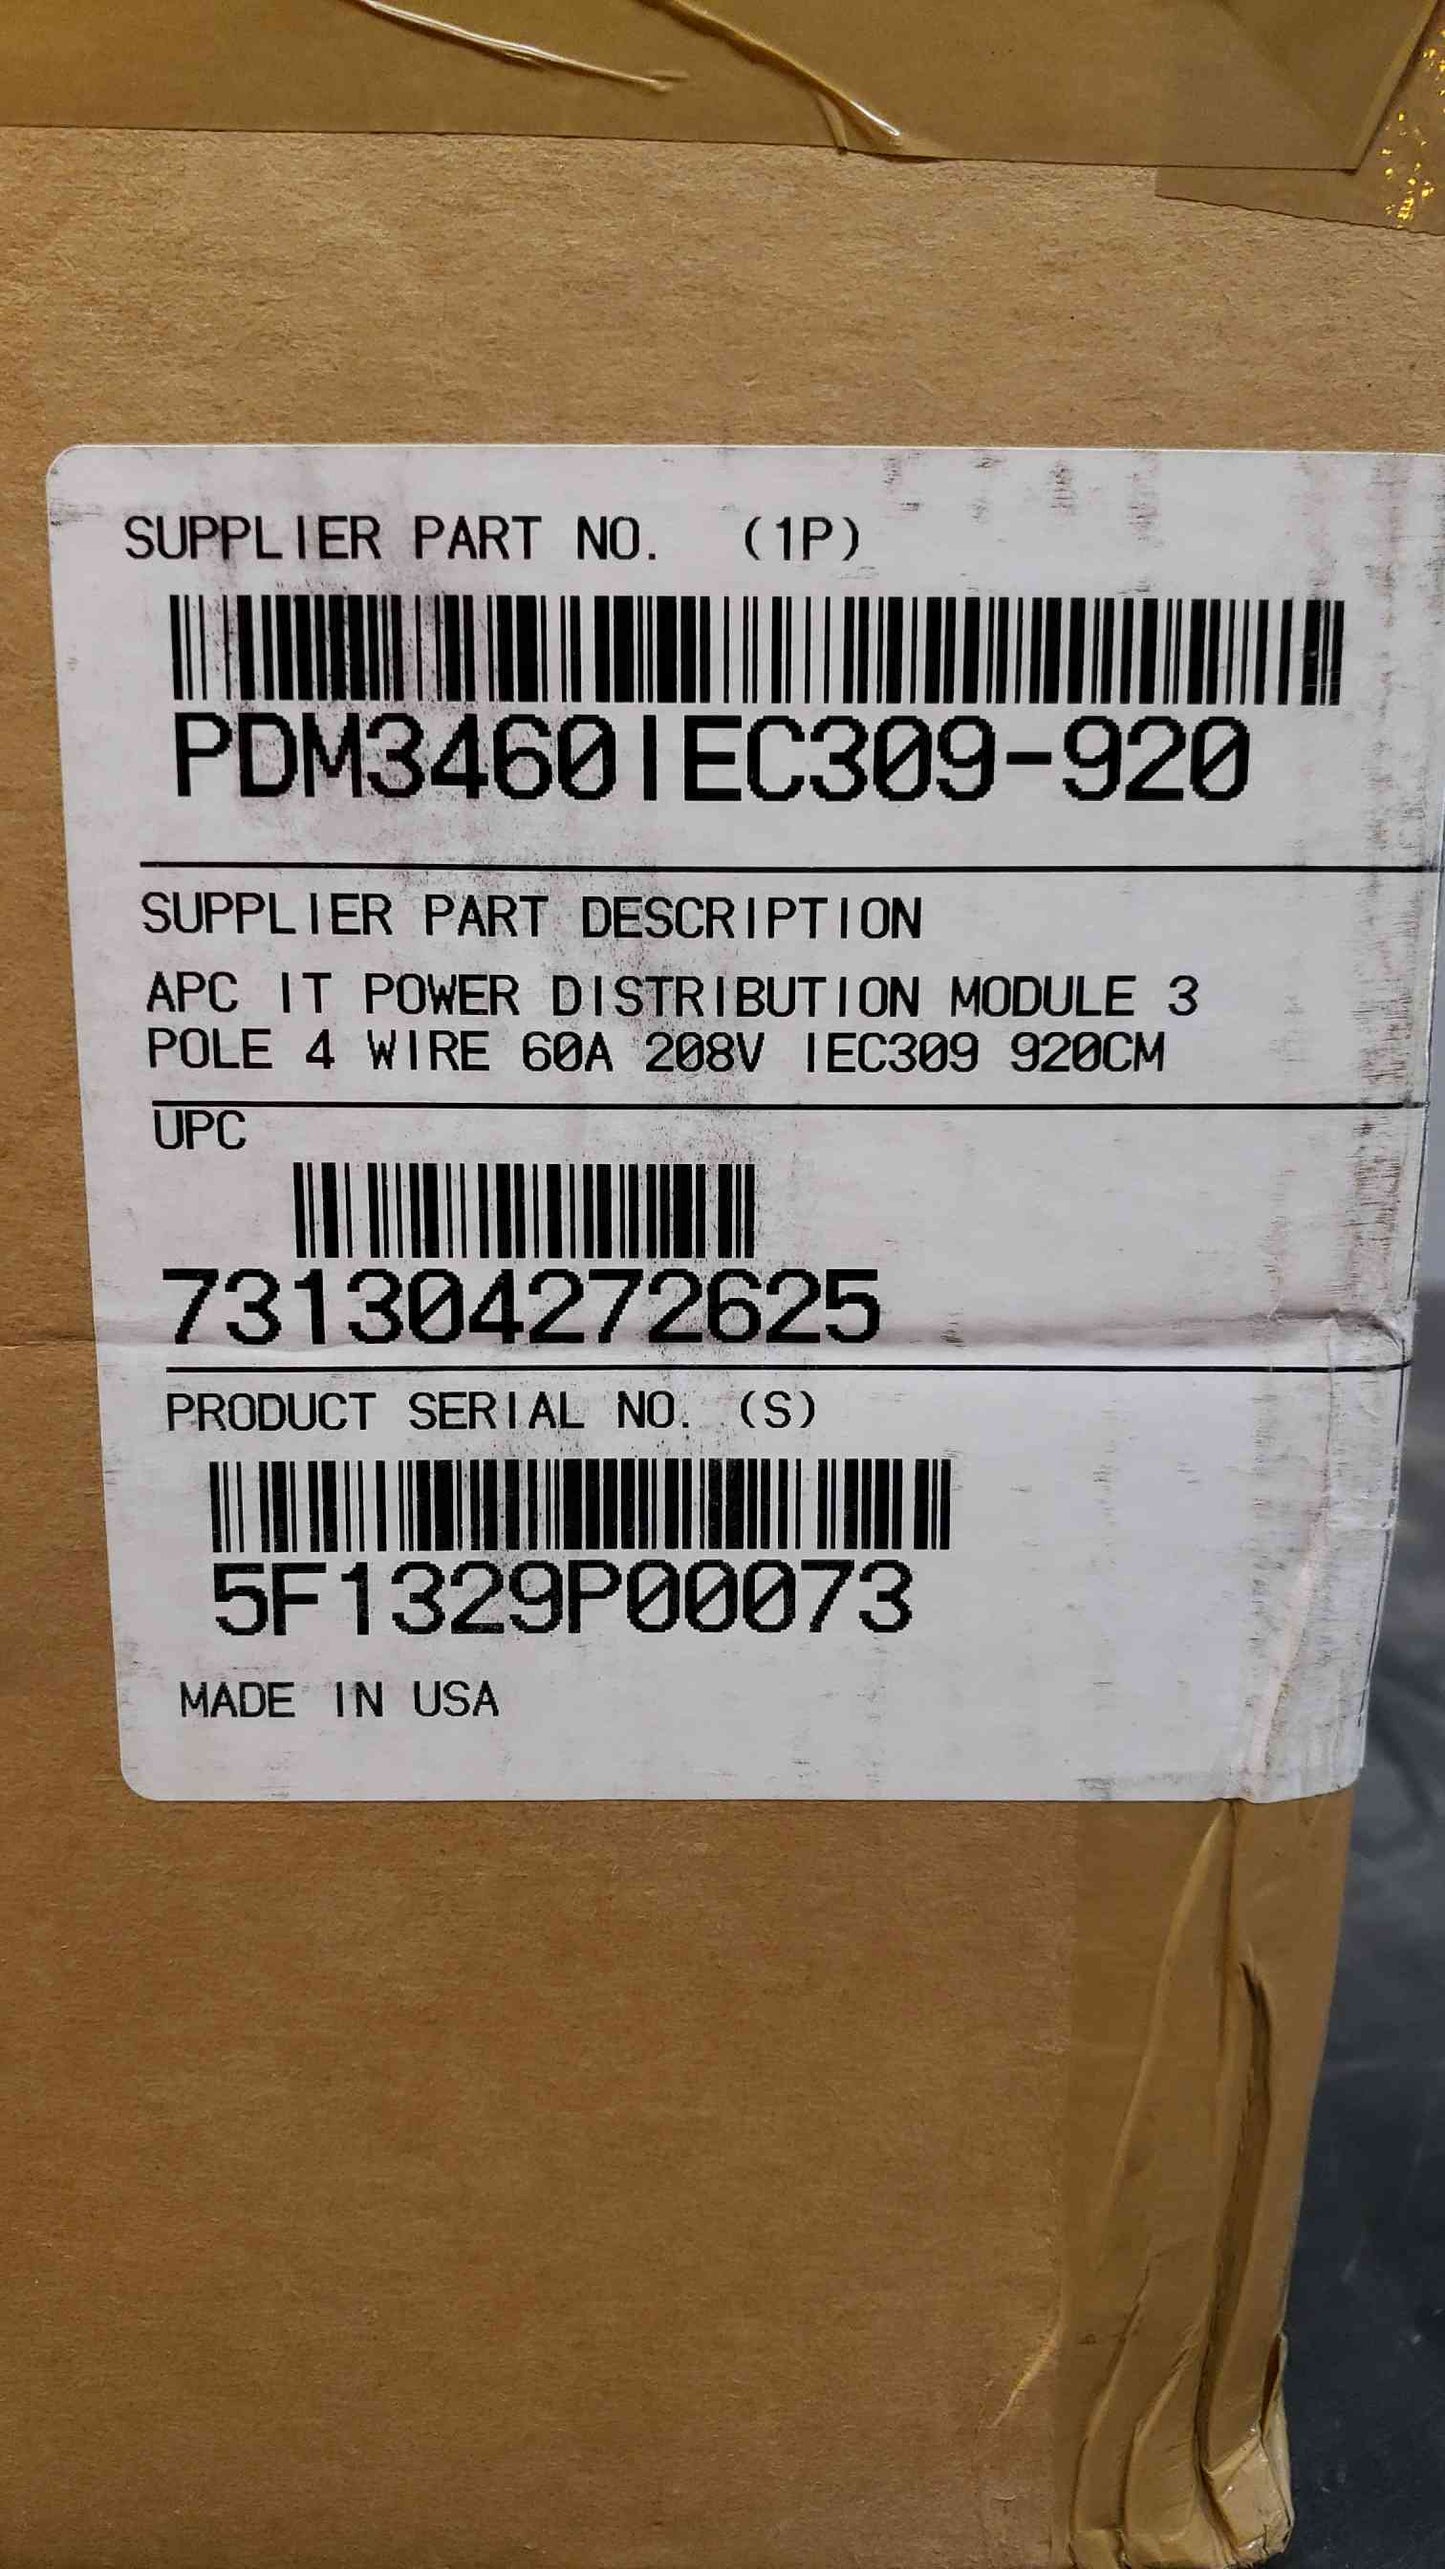 SUPPLIER PART NO. (1P)
PDM3460IEC309-920
SUPPLIER PART DESCRIPTION
APC IT POWER DISTRIBUTION MODULE 3
POLE 4 WIRE 60A 208V IEC309 920CM
UPC
731304272625
PRODUCT SERIAL NO. (S)
5F1329P00073
MADE IN USA